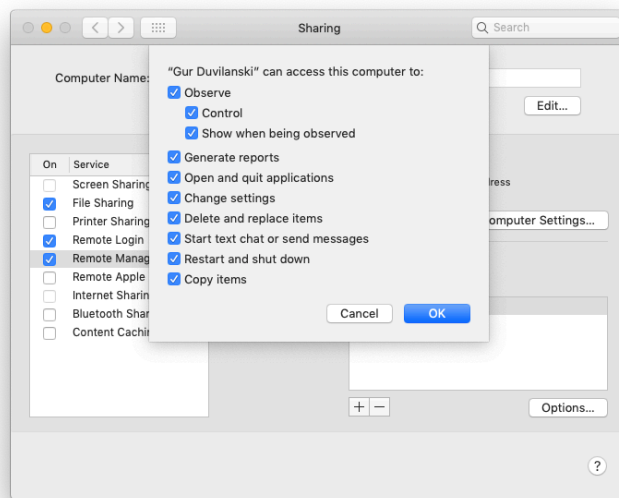 Sharing
Search
Computer Name:
Edit...
"Gur Duvilanski" can access this computer to:
Observe
Control
Show when being observed
Generate reports
Open and quit applications
Change settings
Delete and replace items
Start text chat or send messages
Restart and shut down
Copy items
Cancel
OK
On Service
Screen Sharing
File Sharing
Printer Sharing
Remote Login
Remote Manag
Remote Apple
Internet Sharin
Bluetooth Shar
Content Cachin
ress
omputer Settings...
+ −
Options...
?